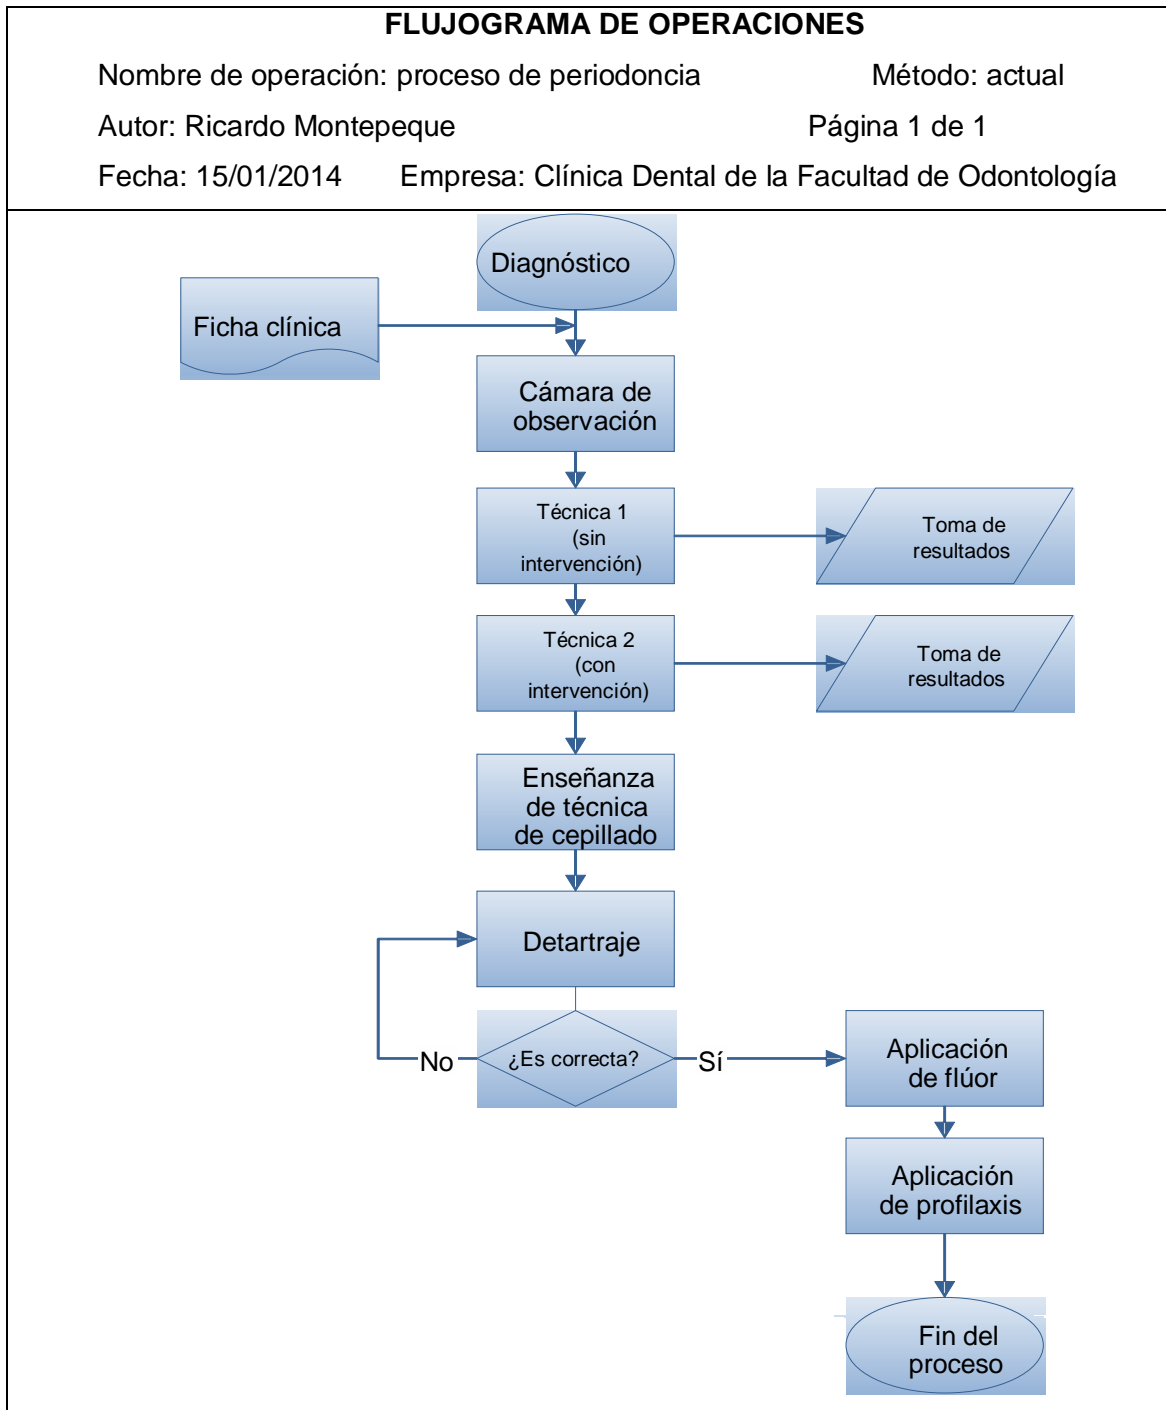 FLUJOGRAMA DE OPERACIONES
Nombre de operación: proceso de periodoncia Método: actual
Autor: Ricardo Montepeque Página 1 de 1
Fecha: 15/01/2014 Empresa: Clínica Dental de la Facultad de Odontología
Diagnóstico
Ficha clínica
Cámara de
observación
Técnica 1
(sin
intervención)
Toma de
resultados
Técnica 2
(con
intervención)
Toma de
resultados
Enseñanza
de técnica
de cepillado
Detartraje
No
¿Es correcta?
Sí
Aplicación
de flúor
Aplicación
de profilaxis
Fin del
proceso